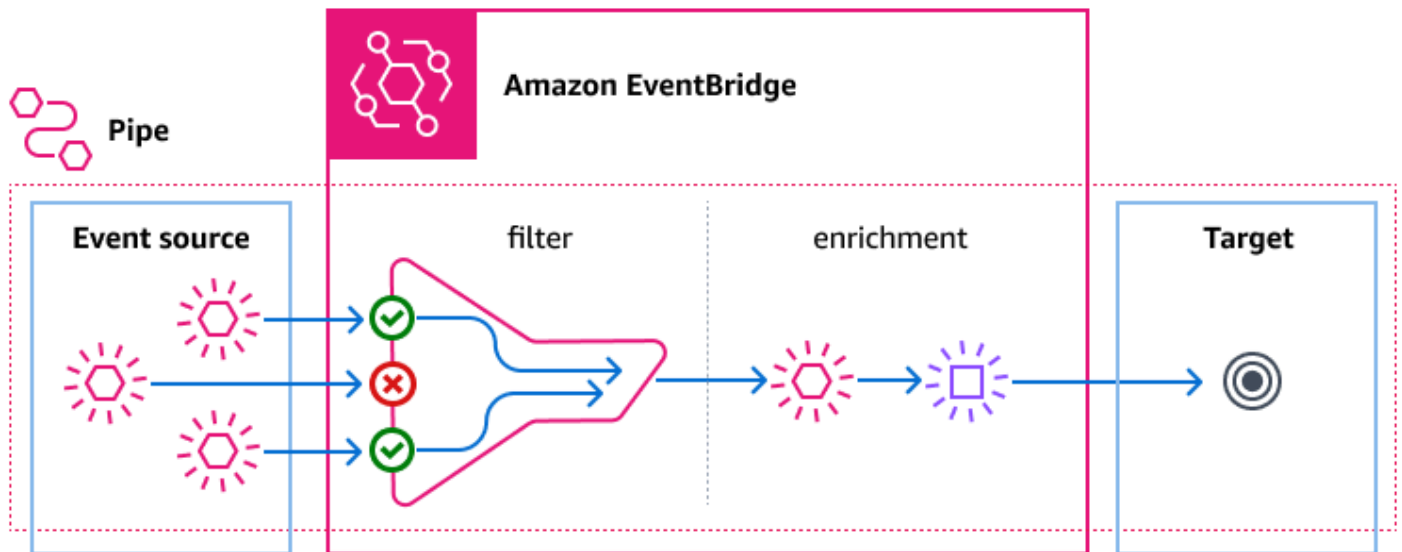 Amazon EventBridge
Pipe
Event source
filter
enrichment
Target